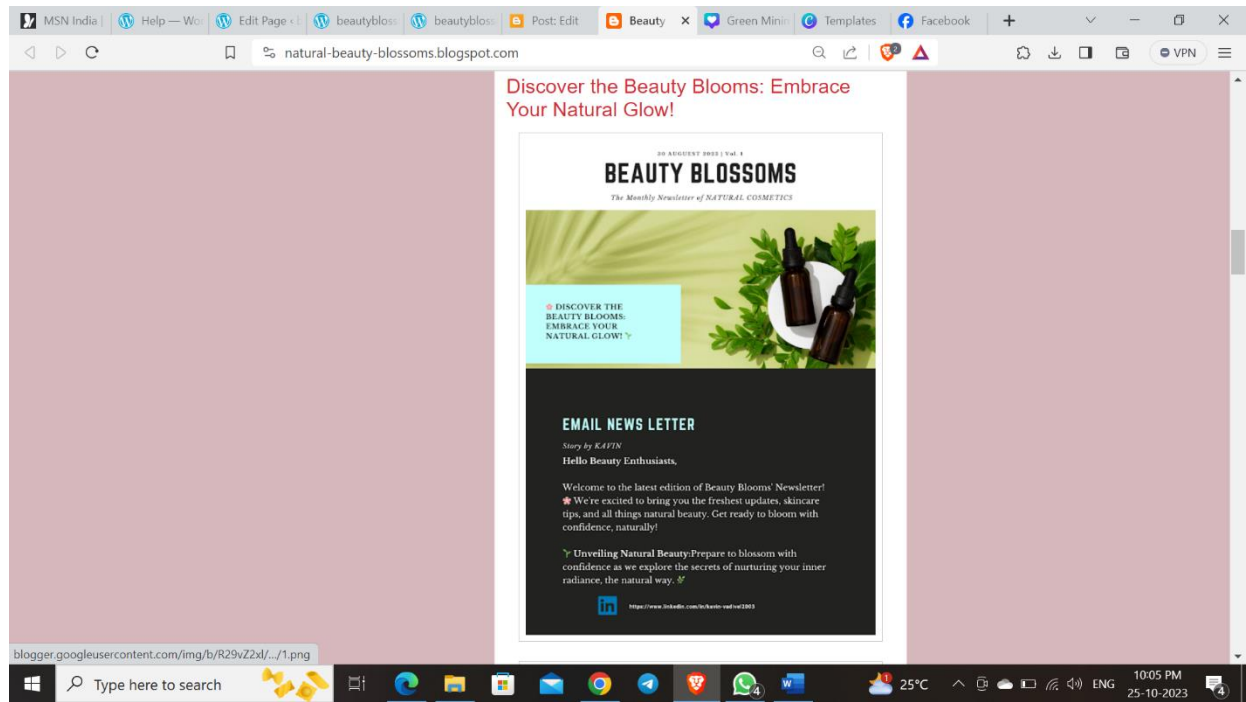 MSN India |
Help — Wor
Edit Page ‹ b
beautybloss
beautybloss
Post: Edit
Beauty
Green Minim
Templates
Facebook
natural-beauty-blossoms.blogspot.com
2
VPN
Discover the Beauty Blooms: Embrace
Your Natural Glow!
BEAUTY BLOSSOMS
The Monthly Newsletter of NATURAL COSMETICS
DISCOVER THE
BEAUTY BLOOMS:
EMBRACE YOUR
NATURAL GLOW!
EMAIL NEWS LETTER
Story by KAVIN
Hello Beauty Enthusiasts,
Welcome to the latest edition of Beauty Blooms' Newsletter!
We're excited to bring you the freshest updates, skincare
tips, and all things natural beauty. Get ready to bloom with
confidence, naturally!
Unveiling Natural Beauty:Prepare to blossom with
confidence as we explore the secrets of nurturing your inner
radiance, the natural way.
in
blogger.googleusercontent.com/img/b/R29vZ2xl/.../1.png
Type here to search
4
W
1
25°C
ENG
10:05 PM
25-10-2023
4